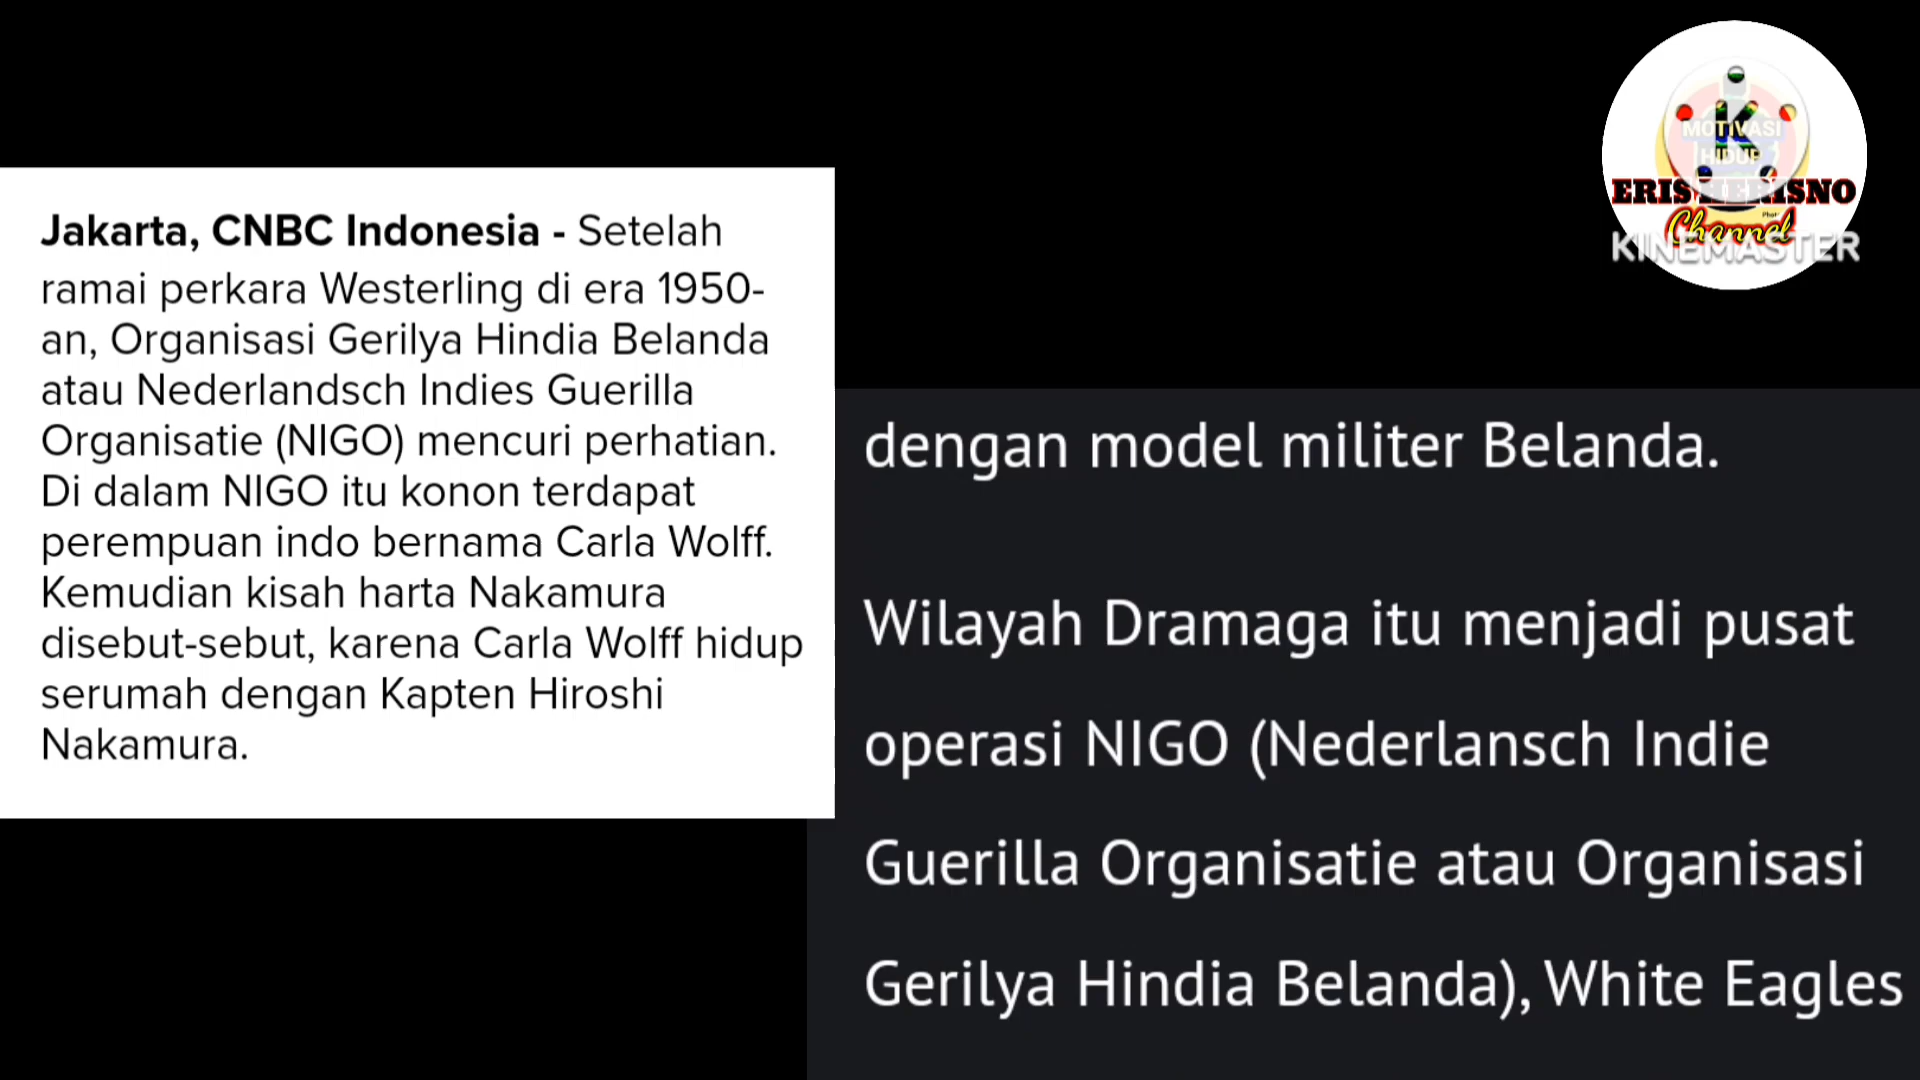 Jakarta, CNBC Indonesia - Setelah
ramai perkara Westerling di era 1950-
an, Organisasi Gerilya Hindia Belanda
atau Nederlandsch Indies Guerilla
Organisatie (NIGO) mencuri perhatian.
Di dalam NIGO itu konon terdapat
perempuan indo bernama Carla Wolff.
Kemudian kisah harta Nakamura
disebut-sebut, karena Carla Wolff hidup
serumah dengan Kapten Hiroshi
Nakamura.
dengan model militer Belanda.
Wilayah Dramaga itu menjadi pusat
operasi NIGO (Nederlansch Indie
Guerilla Organisatie atau Organisasi
Gerilya Hindia Belanda), White Eagles
K
MOTIVASI
HIDUP
ERIS
Channel
KINEMASTER